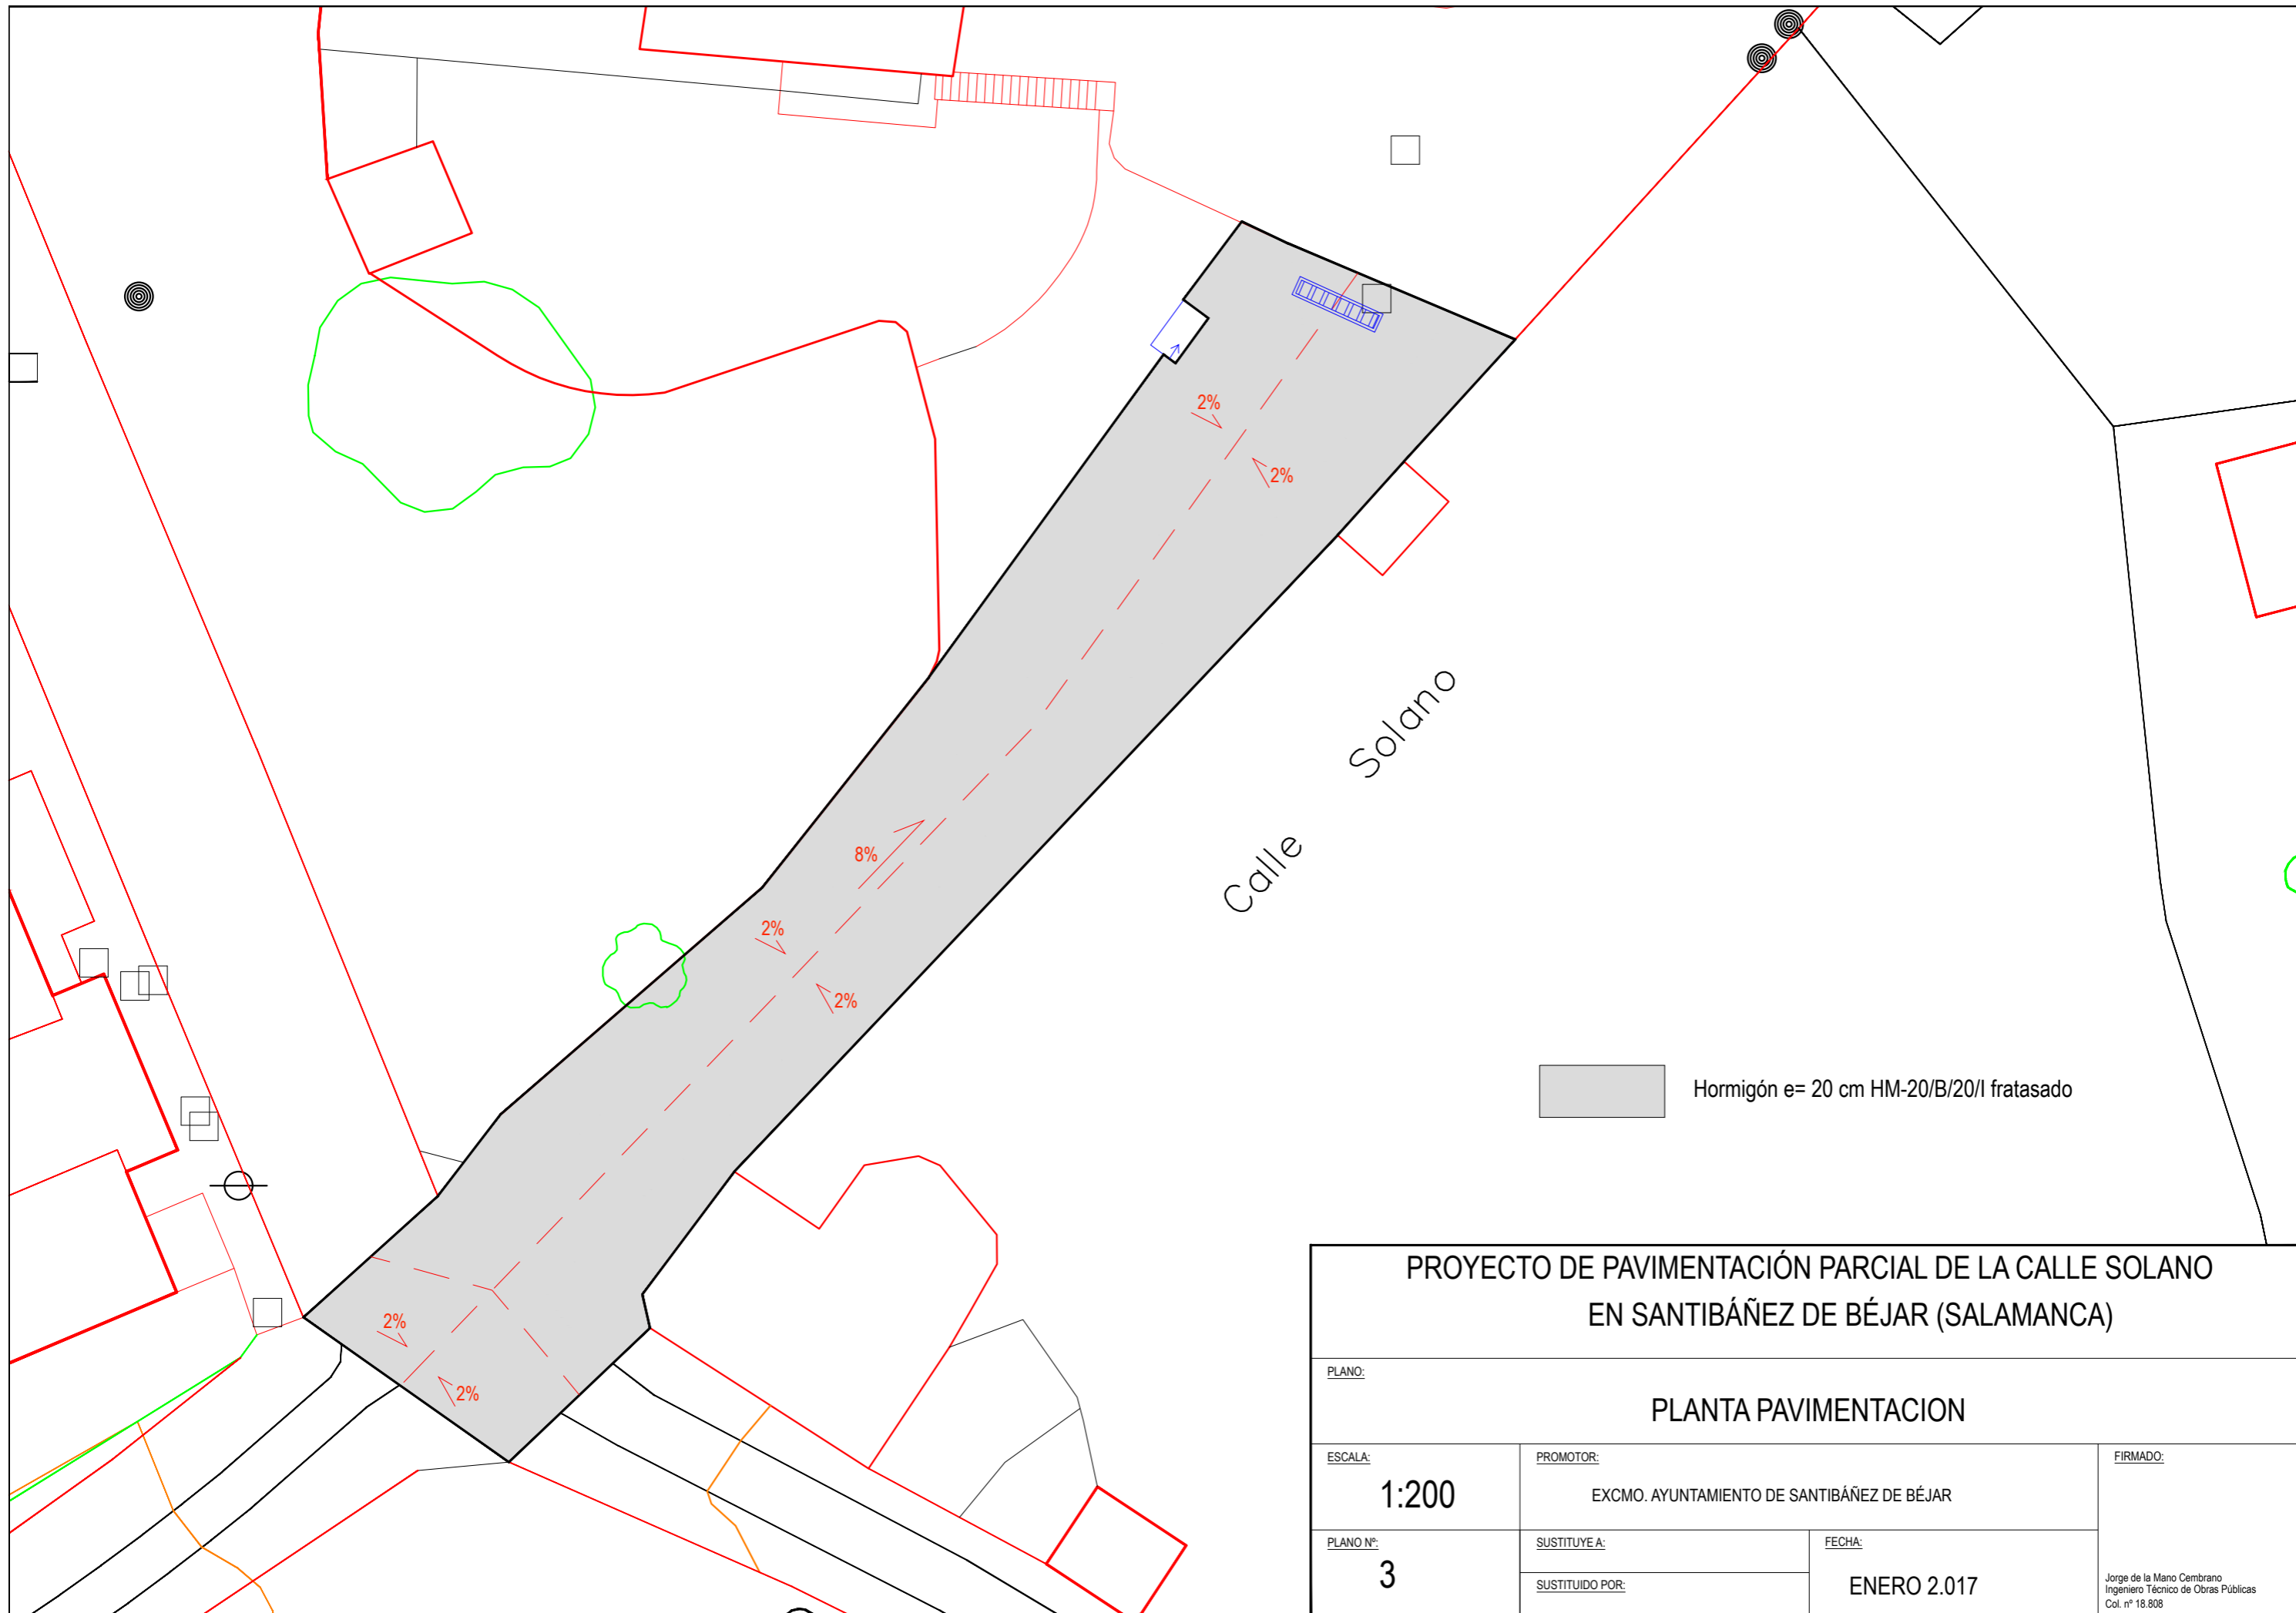 2%
2%
Calle Solano
8%
2%
2%
Hormigón e= 20 cm HM-20/B/20/I fratasado
2%
2%
PROYECTO DE PAVIMENTACIÓN PARCIAL DE LA CALLE SOLANO
EN SANTIBÁÑEZ DE BÉJAR (SALAMANCA)
PLANO:
PLANTA PAVIMENTACION
ESCALA:
1:200
PROMOTOR:
EXCMO. AYUNTAMIENTO DE SANTIBÁÑEZ DE BÉJAR
FIRMADO:
PLANO Nº:
3
SUSTITUYE A:
SUSTITUIDO POR:
FECHA:
ENERO 2.017
Jorge de la Mano Cembrano
Ingeniero Técnico de Obras Públicas
Col. nº 18.808